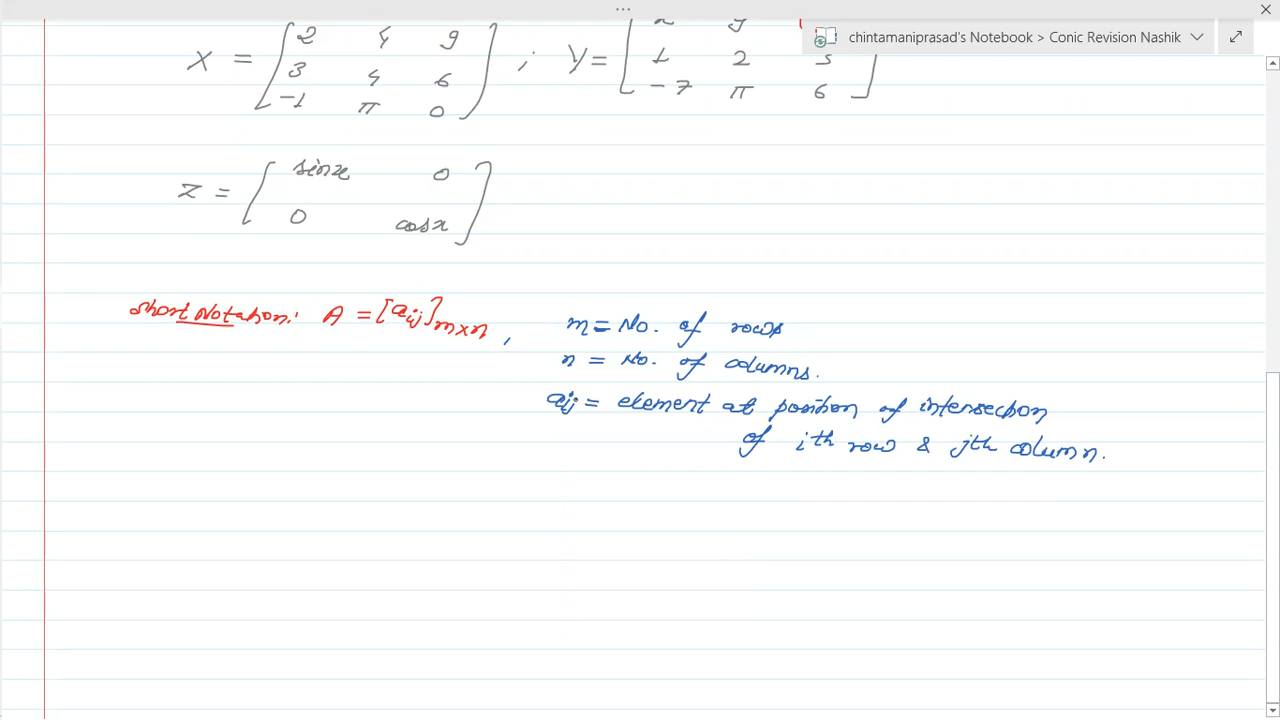 ...
chintamaniprasad's Notebook > Conic Revision Nashik
X = [2 4 9
3 4 6
-1 π 0] ; Y = [
1 2 5
-7 π 6]
Z = [sinx 0
0 cosx]
Short Notation: A = [aij]m×n,
m = No. of rows
n = No. of columns.
aij = element at position of intersection
of ith row & jth column.